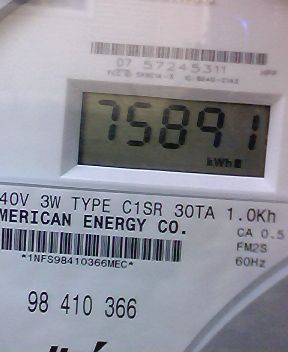 07 57245311
75891
kWh
40V 3W TYPE C1SR 30TA 1.0Kh
MERICAN ENERGY CO.
CA 0.5
FM2S
*1NFS98410366MEC*
60Hz
98 410 366